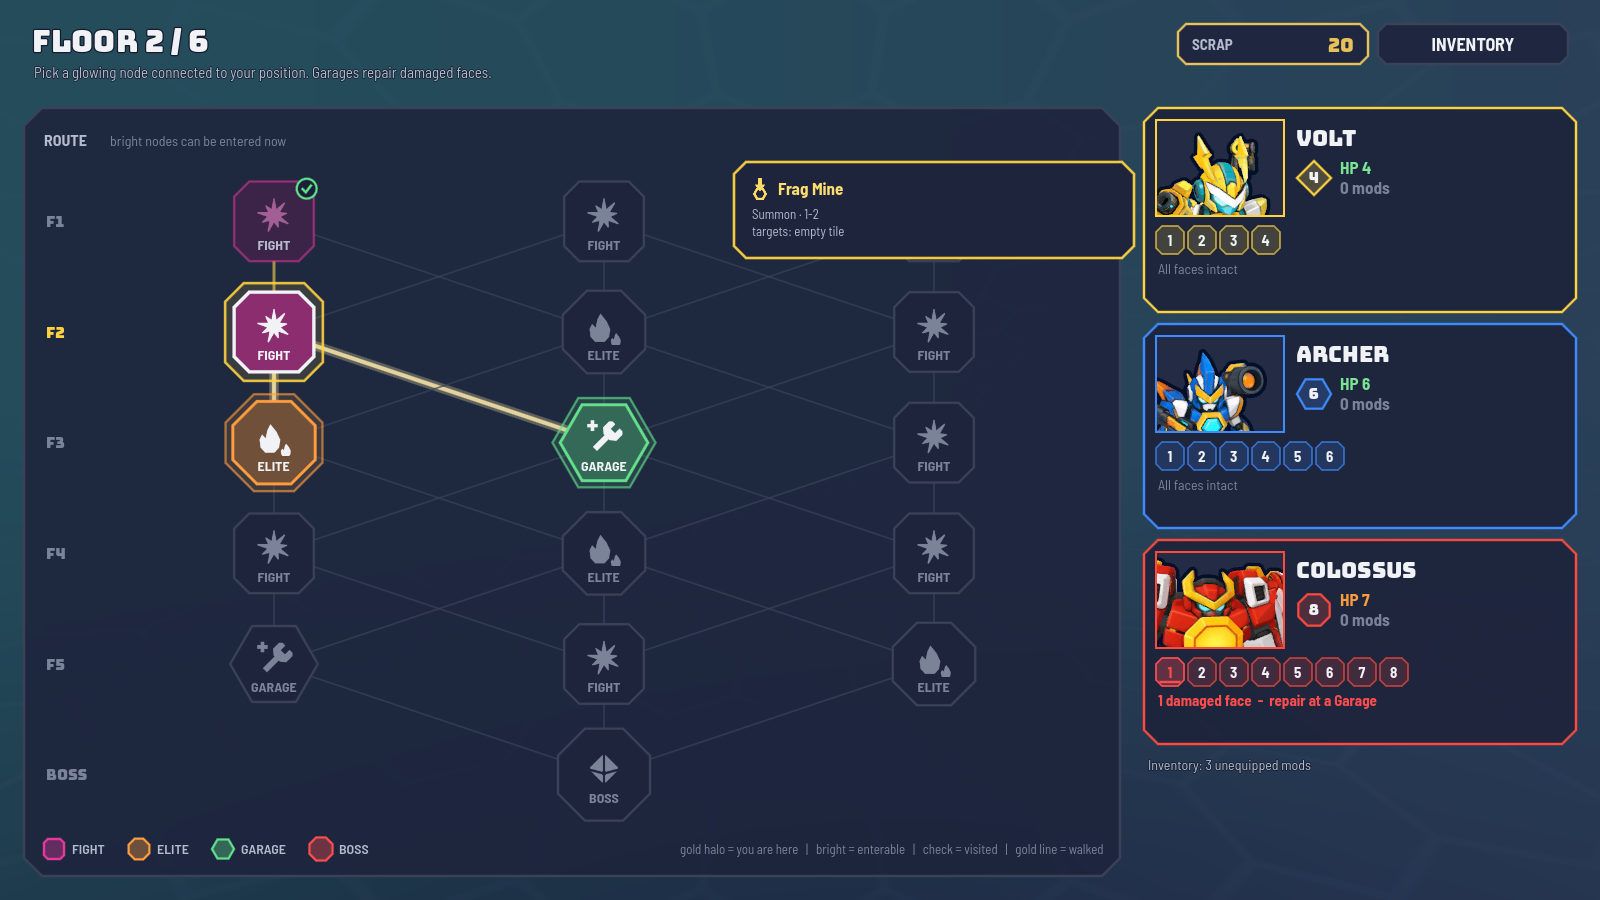 FLOOR 2 / 6
Pick a glowing node connected to your position. Garages repair damaged faces.
SCRAP 20
INVENTORY
ROUTE bright nodes can be entered now
F1
FIGHT
FIGHT
Frag Mine
Summon · 1-2
targets: empty tile
F2
FIGHT
ELITE
FIGHT
F3
ELITE
GARAGE
FIGHT
F4
FIGHT
ELITE
FIGHT
F5
GARAGE
FIGHT
ELITE
BOSS
BOSS
FIGHT ELITE GARAGE BOSS
gold halo = you are here | bright = enterable | check = visited | gold line = walked
VOLT
4 HP 4
0 mods
1 2 3 4
All faces intact
ARCHER
6 HP 6
0 mods
1 2 3 4 5 6
All faces intact
COLOSSUS
8 HP 7
0 mods
1 2 3 4 5 6 7 8
1 damaged face - repair at a Garage
Inventory: 3 unequipped mods